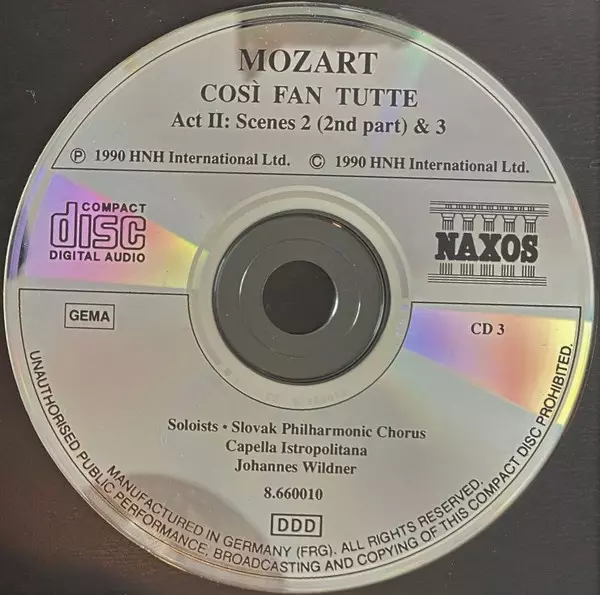 MOZART
COSÌ FAN TUTTE
Act II: Scenes 2 (2nd part) & 3
Ⓟ 1990 HNH International Ltd. © 1990 HNH International Ltd.
COMPACT
disc
DIGITAL AUDIO
NAXOS
GEMA
CD 3
Soloists • Slovak Philharmonic Chorus
Capella Istropolitana
Johannes Wildner
8.660010
DDD
MANUFACTURED IN GERMANY (FRG). ALL RIGHTS RESERVED.
UNAUTHORISED PUBLIC PERFORMANCE, BROADCASTING AND COPYING OF THIS COMPACT DISC PROHIBITED.